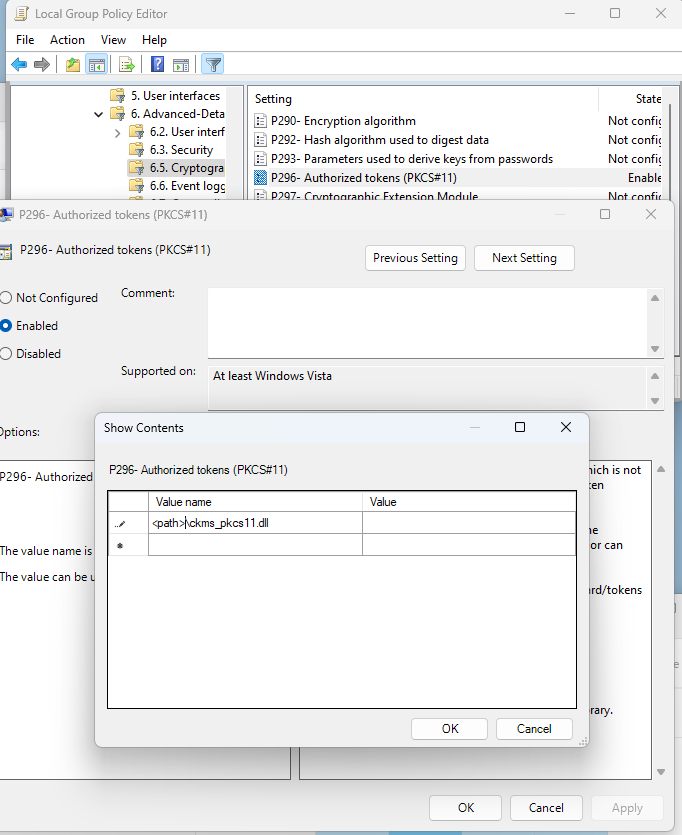 Local Group Policy Editor
File Action View Help
5. User interfaces
6. Advanced-Deta
6.2. User interf
6.3. Security
6.5. Cryptogra
6.6. Event logg
Setting State
P290- Encryption algorithm Not config
P292- Hash algorithm used to digest data Not config
P293- Parameters used to derive keys from passwords Not config
P296- Authorized tokens (PKCS#11) Enable
P297- Cryptographic Extension Module Not config
P296- Authorized tokens (PKCS#11)
P296- Authorized tokens (PKCS#11)
Previous Setting Next Setting
Not Configured
Enabled
Disabled
Comment:
Supported on:
At least Windows Vista
Options:
P296- Authorized
The value name is
The value can be u
hich is not
ken
he
or can
ard/tokens
rary.
Show Contents
P296- Authorized tokens (PKCS#11)
Value name Value
<path>\ckms_pkcs11.dll
OK Cancel
OK Cancel Apply